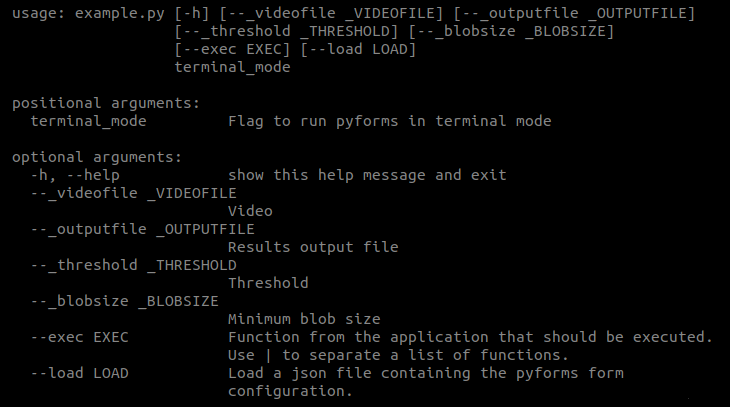 usage: example.py [-h] [--_videofile _VIDEOFILE] [--_outputfile _OUTPUTFILE]
[--_threshold _THRESHOLD] [--_blobsize _BLOBSIZE]
[--exec EXEC] [--load LOAD]
terminal_mode
positional arguments:
terminal_mode Flag to run pyforms in terminal mode
optional arguments:
-h, --help show this help message and exit
--_videofile _VIDEOFILE
Video
--_outputfile _OUTPUTFILE
Results output file
--_threshold _THRESHOLD
Threshold
--_blobsize _BLOBSIZE
Minimum blob size
--exec EXEC Function from the application that should be executed.
Use | to separate a list of functions.
--load LOAD Load a json file containing the pyforms form
configuration.